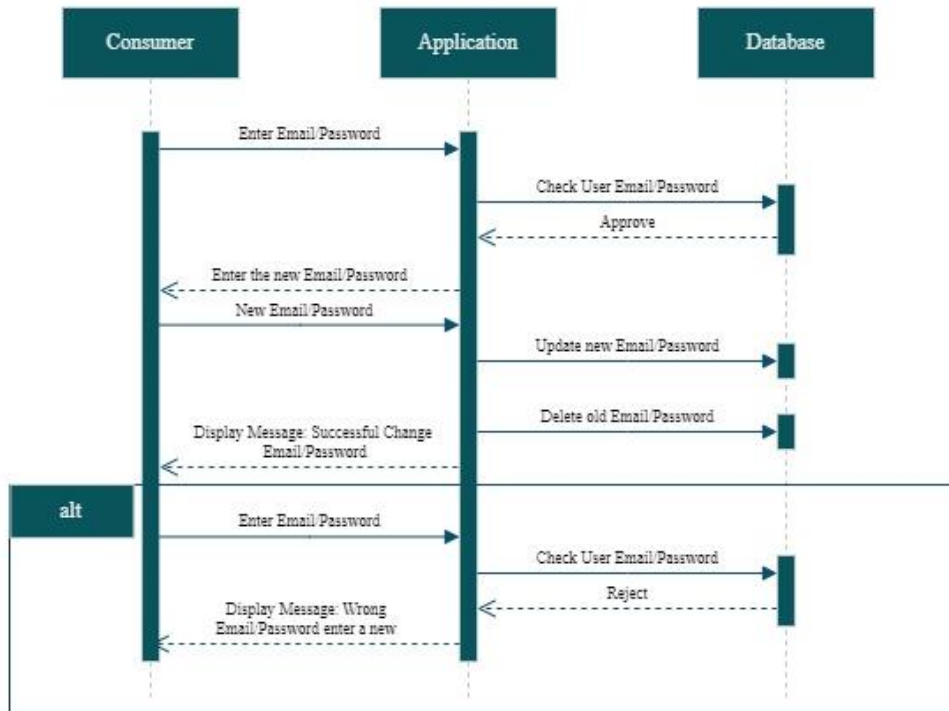 Consumer
Application
Database
Enter Email/Password
Check User Email/Password
Approve
Enter the new Email/Password
New Email/Password
Update new Email/Password
Delete old Email/Password
Display Message: Successful Change
Email/Password
alt
Enter Email/Password
Check User Email/Password
Reject
Display Message: Wrong
Email/Password enter a new